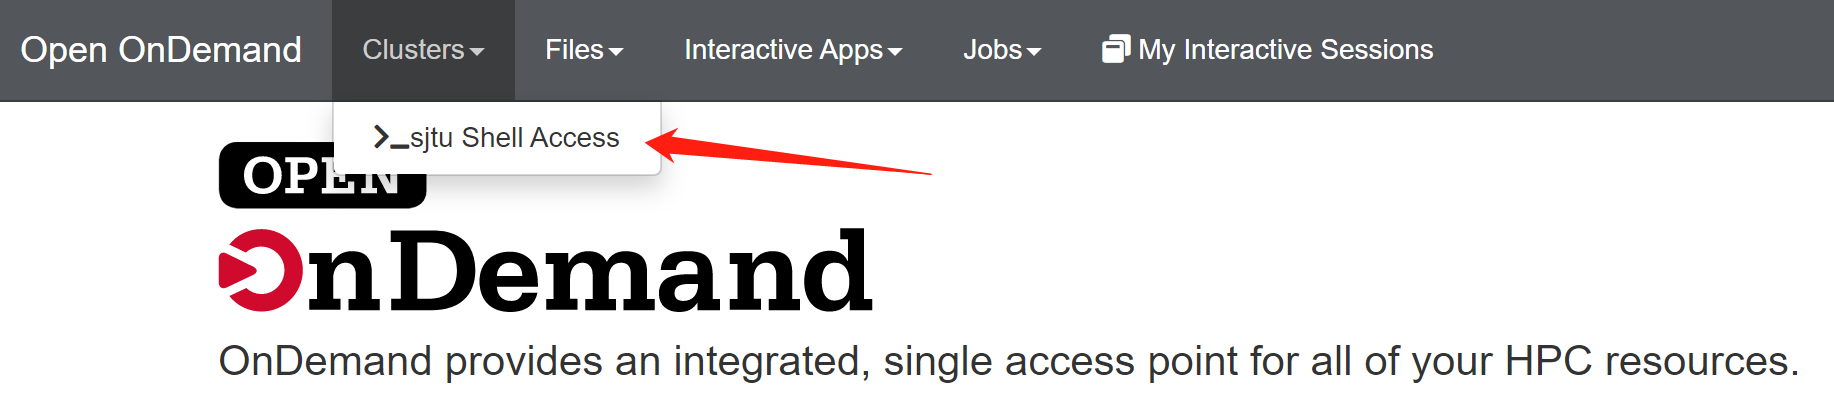 Open OnDemand Clusters Files Interactive Apps Jobs My Interactive Sessions
>_sjtu Shell Access
OPEN
OnDemand
OnDemand provides an integrated, single access point for all of your HPC resources.